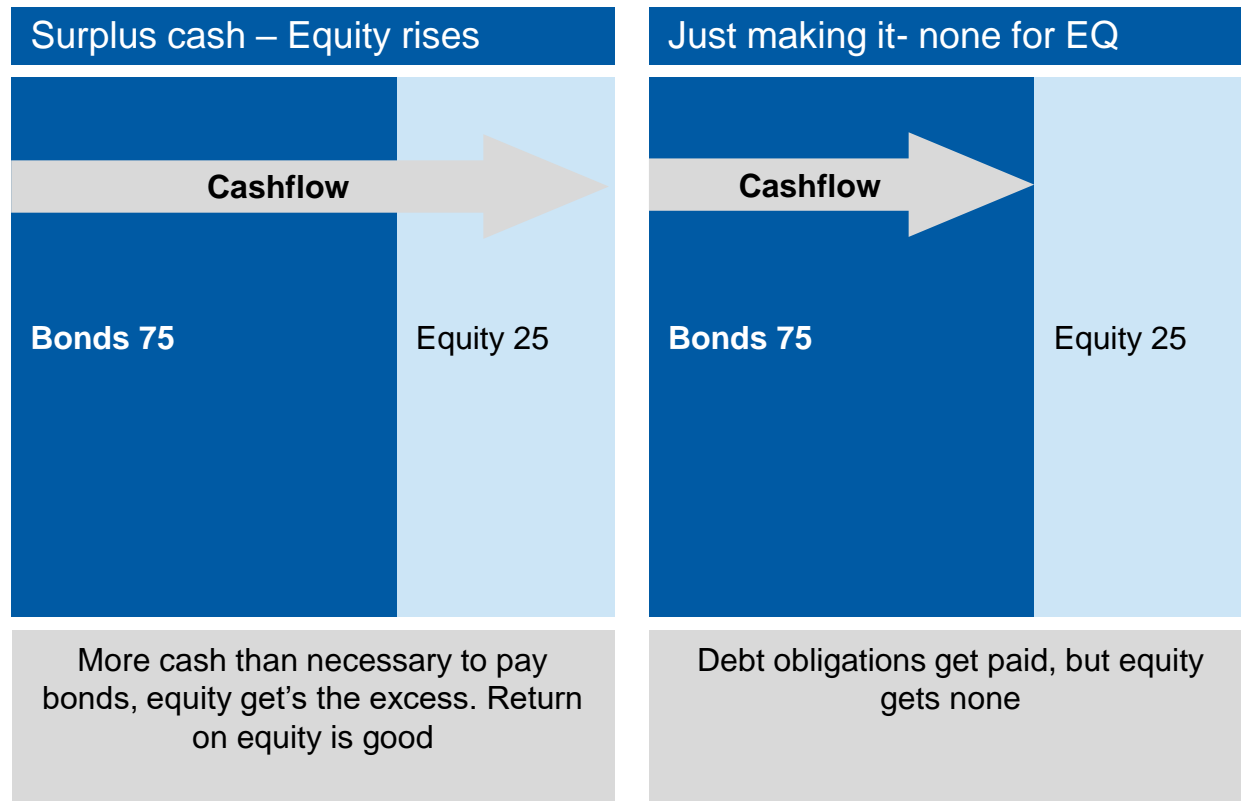 Surplus cash – Equity rises
Cashflow
Bonds 75
Equity 25
More cash than necessary to pay
bonds, equity get’s the excess. Return
on equity is good
Just making it- none for EQ
Cashflow
Bonds 75
Equity 25
Debt obligations get paid, but equity
gets none